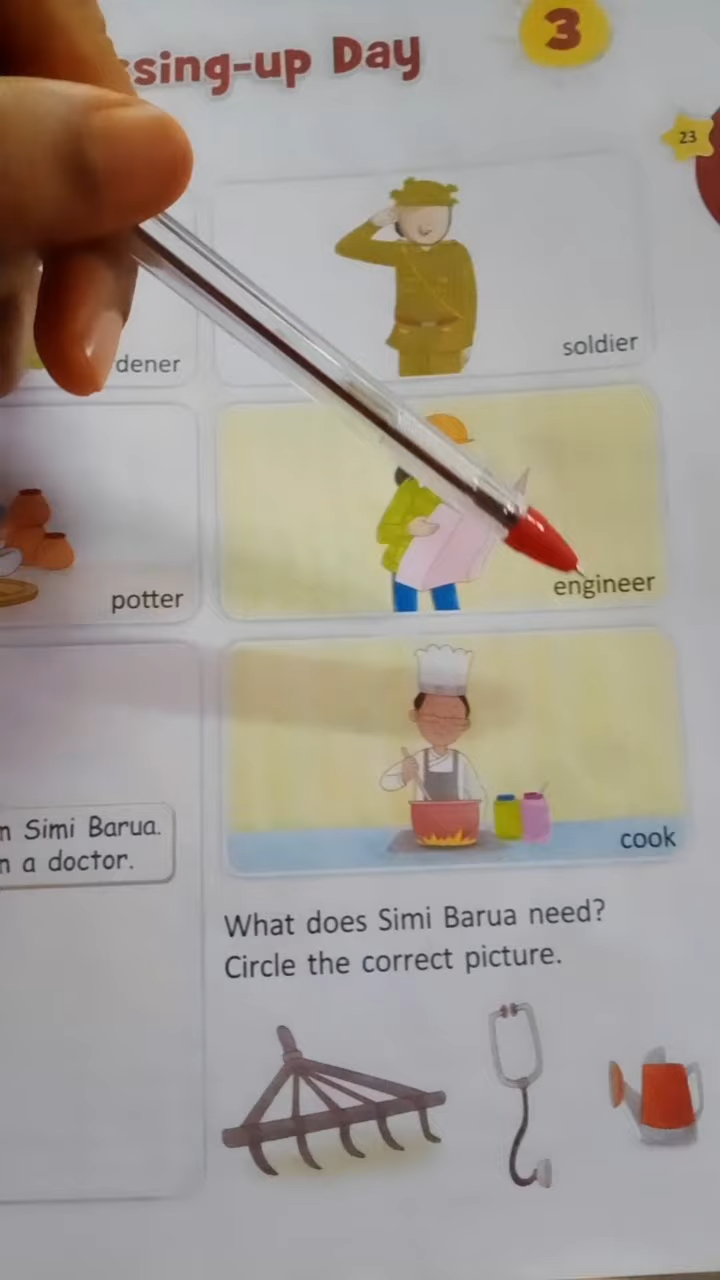 ssing-up Day
3
23
dener
soldier
potter
engineer
Simi Barua.
a doctor.
cook
What does Simi Barua need?
Circle the correct picture.